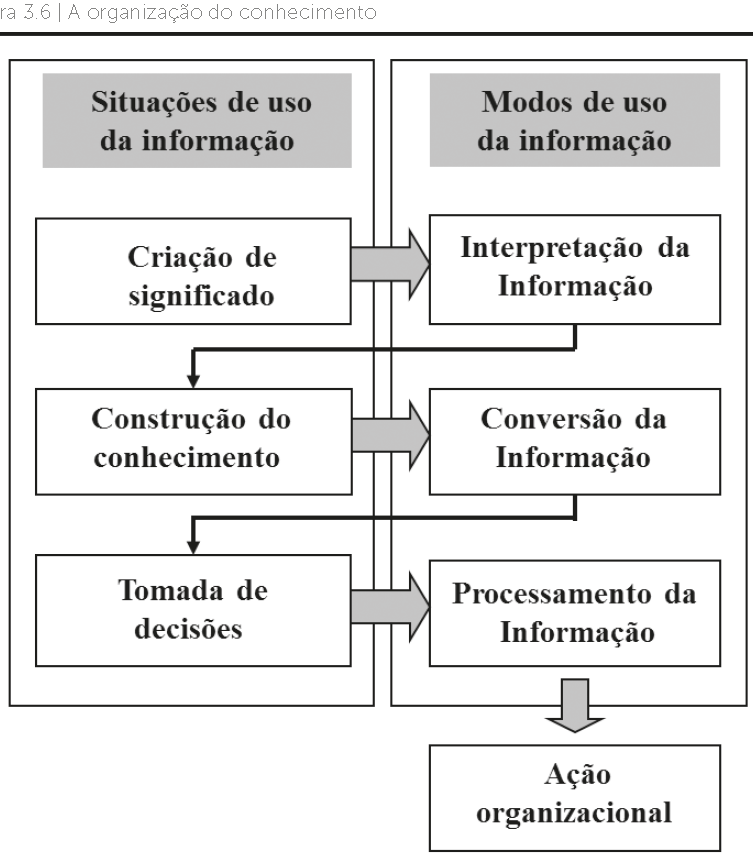 ra 3.6 | A organização do conhecimento
Situações de uso
da informação
Modos de uso
da informação
Criação de
significado
Interpretação da
Informação
Construção do
conhecimento
Conversão da
Informação
Tomada de
decisões
Processamento da
Informação
Ação
organizacional